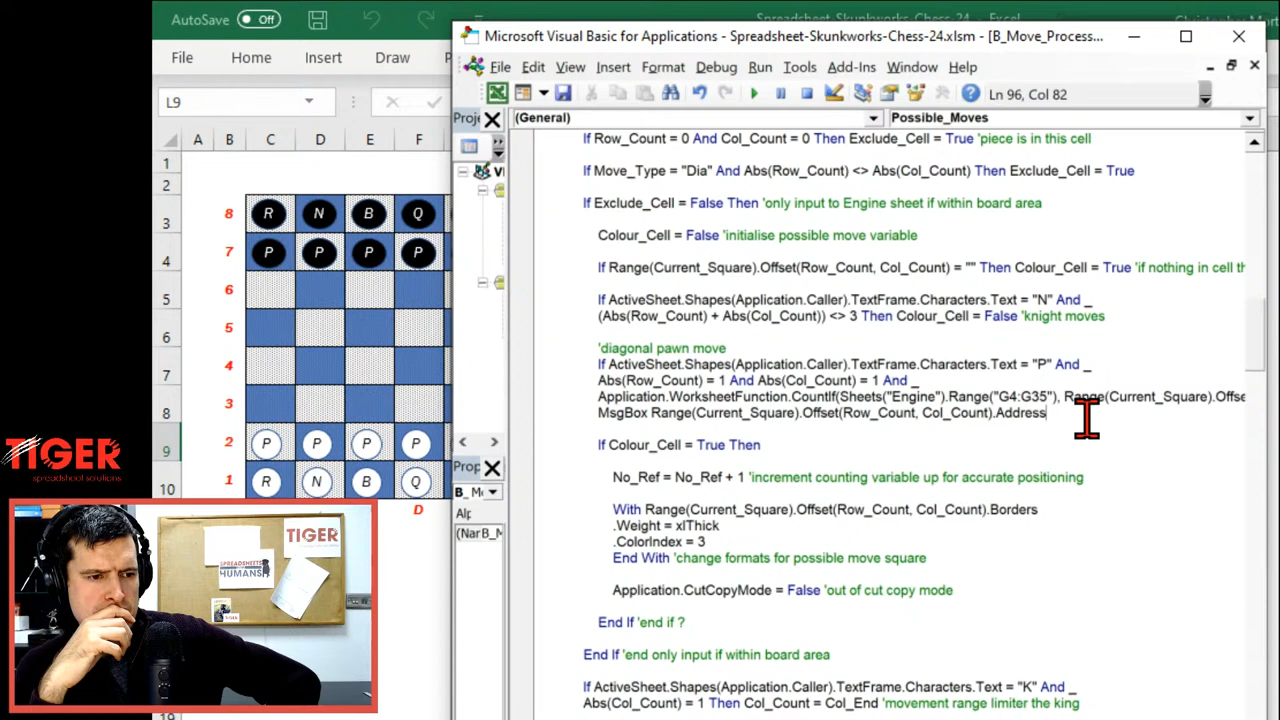 AutoSave Off
Spreadsheet-Skunkworks-Chess-24 - Excel
File Home Insert Draw
L9
A B C D E F
1
2
3
4
5
6
7
8
9
10
8 R N B Q
7 P P P P
6
5
4
3
2 P P P P
1 R N B Q
D
Microsoft Visual Basic for Applications - Spreadsheet-Skunkworks-Chess-24.xlsm - [B_Move_Process...
File Edit View Insert Format Debug Run Tools Add-Ins Window Help
Ln 96, Col 82
Proje
(General) Possible_Moves
If Row_Count = 0 And Col_Count = 0 Then Exclude_Cell = True 'piece is in this cell
If Move_Type = "Dia" And Abs(Row_Count) <> Abs(Col_Count) Then Exclude_Cell = True
If Exclude_Cell = False Then 'only input to Engine sheet if within board area
Colour_Cell = False 'initialise possible move variable
If Range(Current_Square).Offset(Row_Count, Col_Count) = "" Then Colour_Cell = True 'if nothing in cell th
If ActiveSheet.Shapes(Application.Caller).TextFrame.Characters.Text = "N" And _
(Abs(Row_Count) + Abs(Col_Count)) <> 3 Then Colour_Cell = False 'knight moves
'diagonal pawn move
If ActiveSheet.Shapes(Application.Caller).TextFrame.Characters.Text = "P" And _
Abs(Row_Count) = 1 And Abs(Col_Count) = 1 And _
Application.WorksheetFunction.CountIf(Sheets("Engine").Range("G4:G35"), Range(Current_Square).Offse
MsgBox Range(Current_Square).Offset(Row_Count, Col_Count).Address
If Colour_Cell = True Then
No_Ref = No_Ref + 1 'increment counting variable up for accurate positioning
With Range(Current_Square).Offset(Row_Count, Col_Count).Borders
.Weight = xlThick
.ColorIndex = 3
End With 'change formats for possible move square
Application.CutCopyMode = False 'out of cut copy mode
End If 'end if ?
End If 'end only input if within board area
If ActiveSheet.Shapes(Application.Caller).TextFrame.Characters.Text = "K" And _
Abs(Col_Count) = 1 Then Col_Count = Col_End 'movement range limiter the king
Prop
B_Mo
Alp
(Nar B_M
TIGER
spreadsheet solutions
TIGER
SPREADSHEETS
HUMANS